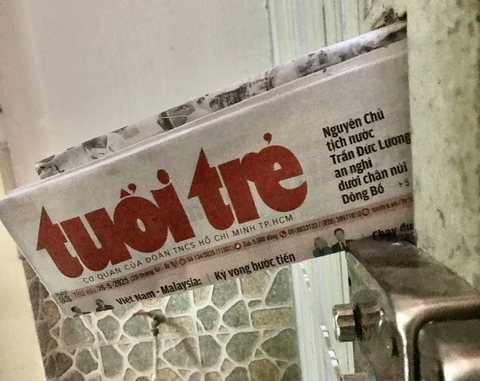 tuổi trẻ
CƠ QUAN CỦA ĐOÀN TNCS HỒ CHÍ MINH TP.HCM
Nguyên Chủ
tịch nước
Trần Đức Lương
an nghỉ
dưới chân núi
Dông Bồ
Việt Nam - Malaysia:
Kỳ vọng bước tiến